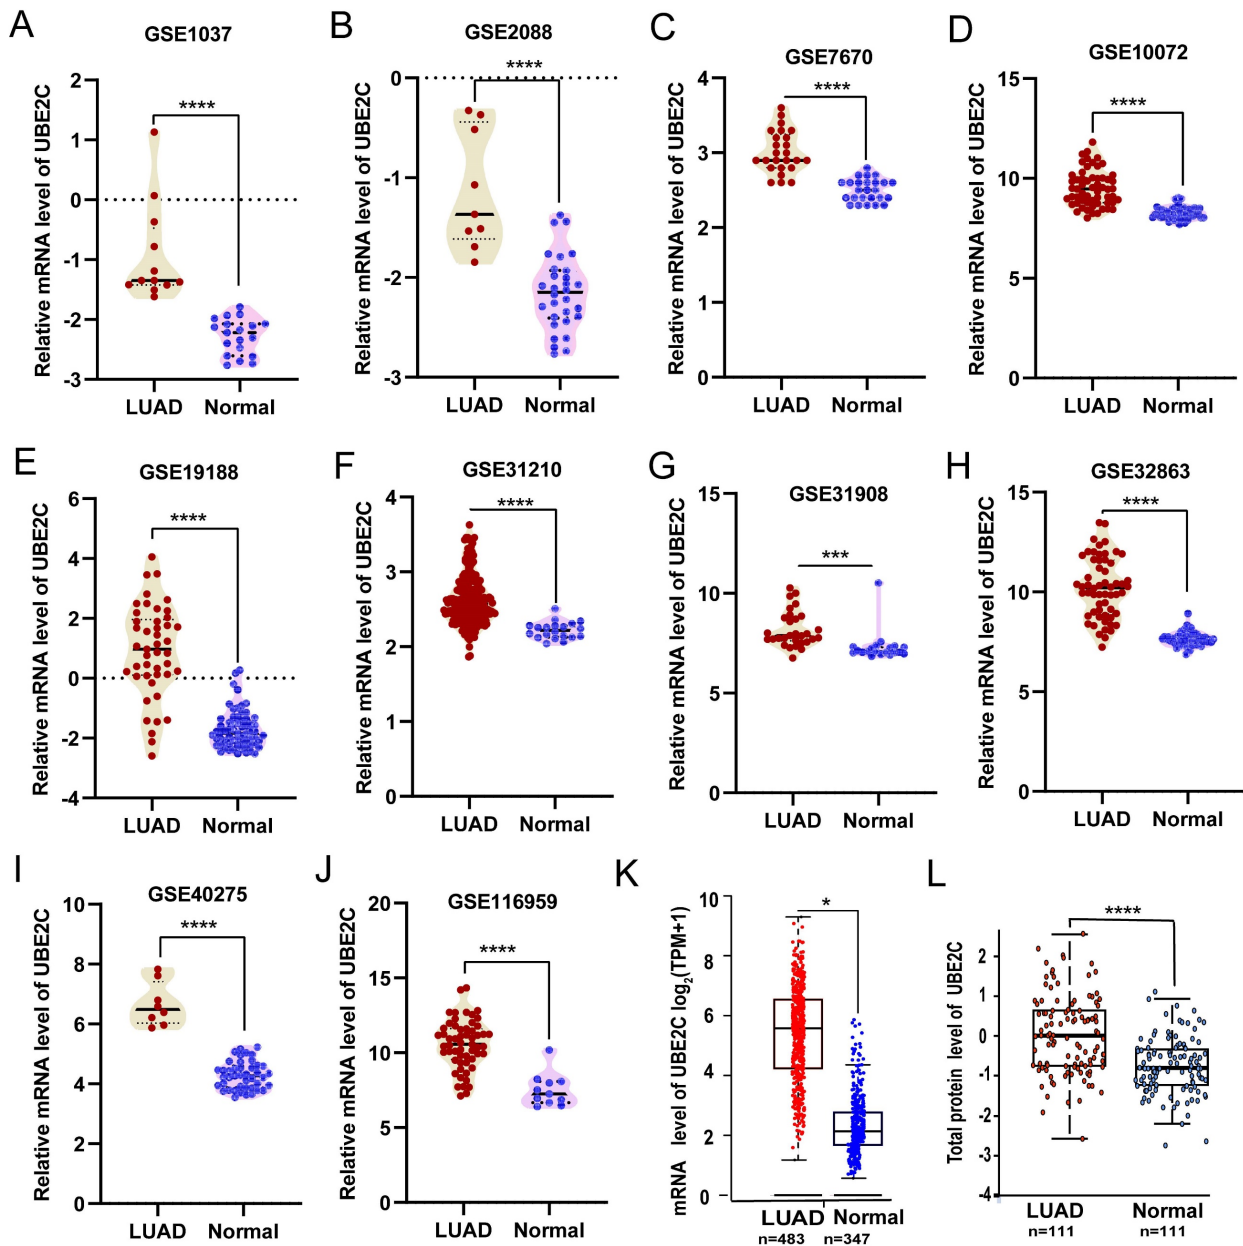 A
GSE1037
Relative mRNA level of UBE2C
2
1
0
-1
-2
-3
****
LUAD Normal
B
GSE2088
Relative mRNA level of UBE2C
0
-1
-2
-3
****
LUAD Normal
C
GSE7670
Relative mRNA level of UBE2C
4
3
2
1
0
****
LUAD Normal
D
GSE10072
Relative mRNA level of UBE2C
15
10
5
0
****
LUAD Normal
E
GSE19188
Relative mRNA level of UBE2C
6
4
2
0
-2
-4
****
LUAD Normal
F
GSE31210
Relative mRNA level of UBE2C
4
3
2
1
0
****
LUAD Normal
G
GSE31908
Relative mRNA level of UBE2C
15
10
5
0
***
LUAD Normal
H
GSE32863
Relative mRNA level of UBE2C
15
10
5
0
****
LUAD Normal
I
GSE40275
Relative mRNA level of UBE2C
10
8
6
4
2
0
****
LUAD Normal
J
GSE116959
Relative mRNA level of UBE2C
20
15
10
5
0
****
LUAD Normal
K
mRNA level of UBE2C log₂(TPM+1)
10
8
6
4
2
0
*
LUAD Normal
n=483 n=347
L
Total protein level of UBE2C
2
1
0
-1
-2
-3
-4
****
LUAD Normal
n=111 n=111